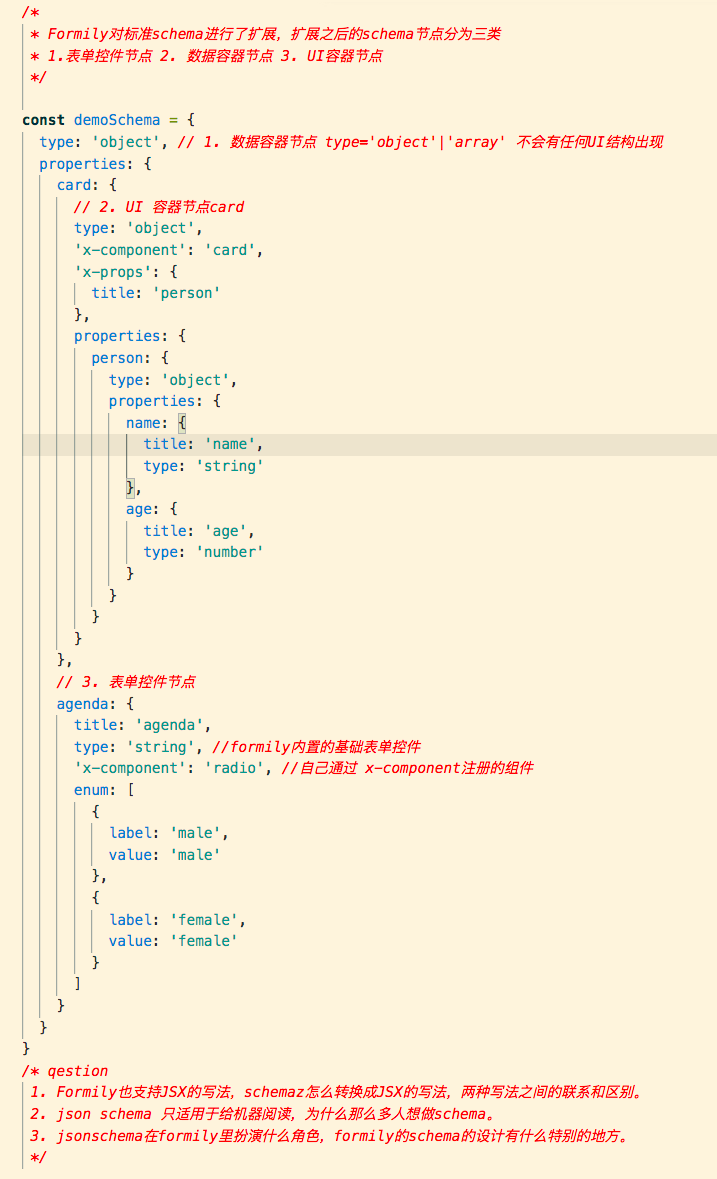 /*
 * Formily对标准schema进行了扩展，扩展之后的schema节点分为三类
 * 1.表单控件节点 2. 数据容器节点 3. UI容器节点
 */
const demoSchema = {
  type: 'object', // 1. 数据容器节点 type='object'|'array' 不会有任何UI结构出现
  properties: {
    card: {
      // 2. UI 容器节点card
      type: 'object',
      'x-component': 'card',
      'x-props': {
        title: 'person'
      },
      properties: {
        person: {
          type: 'object',
          properties: {
            name: {
              title: 'name',
              type: 'string'
            },
            age: {
              title: 'age',
              type: 'number'
            }
          }
        }
      }
    },
    // 3. 表单控件节点
    agenda: {
      title: 'agenda',
      type: 'string', //formily内置的基础表单控件
      'x-component': 'radio', //自己通过 x-component注册的组件
      enum: [
        {
          label: 'male',
          value: 'male'
        },
        {
          label: 'female',
          value: 'female'
        }
      ]
    }
  }
}
/* qestion
 1. Formily也支持JSX的写法，schemaz怎么转换成JSX的写法，两种写法之间的联系和区别。
 2. json schema 只适用于给机器阅读，为什么那么多人想做schema。
 3. jsonschema在formily里扮演什么角色，formily的schema的设计有什么特别的地方。
 */